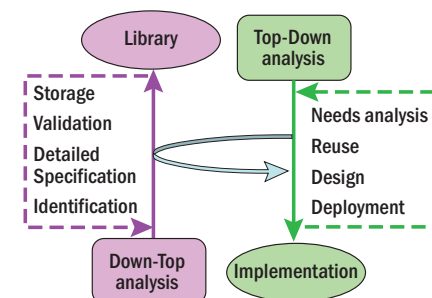 Library
Top-Down
analysis
Storage
Validation
Detailed
Specification
Identification
Needs analysis
Reuse
Design
Deployment
Down-Top
analysis
Implementation